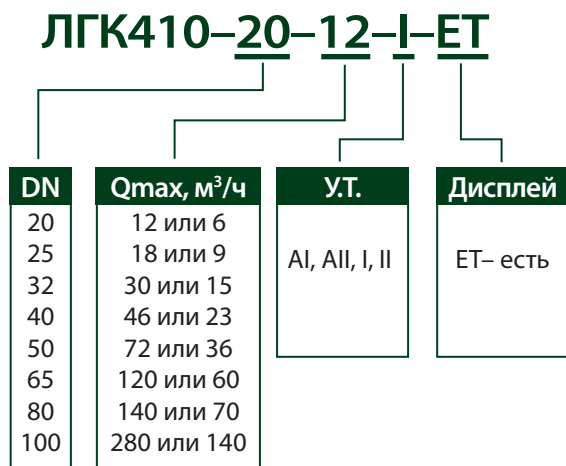 ЛГК410–20–12–I–ET
DN Qmax, м³/ч У.Т. Дисплей
20 12 или 6
25 18 или 9 AI, AII, I, II ET– есть
32 30 или 15
40 46 или 23
50 72 или 36
65 120 или 60
80 140 или 70
100 280 или 140